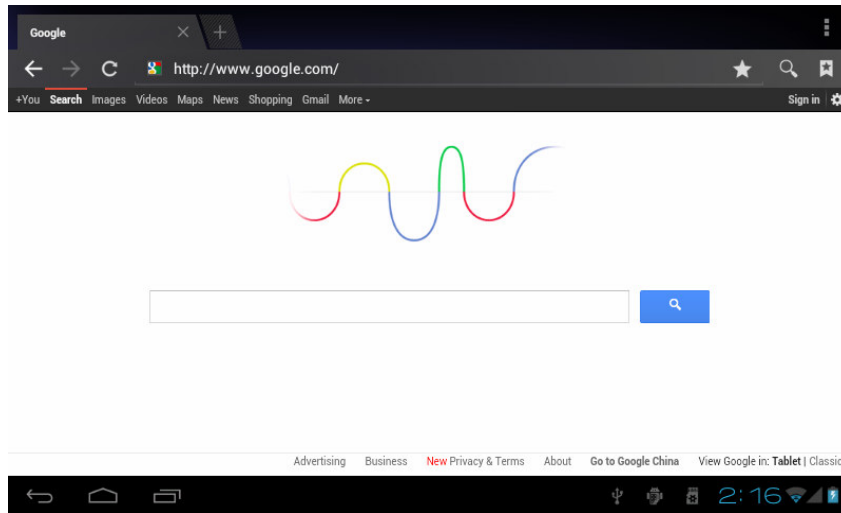 Google
http://www.google.com/
+You Search Images Videos Maps News Shopping Gmail More Sign in
Advertising Business New Privacy & Terms About Go to Google China View Google in: Tablet | Classic
2:16